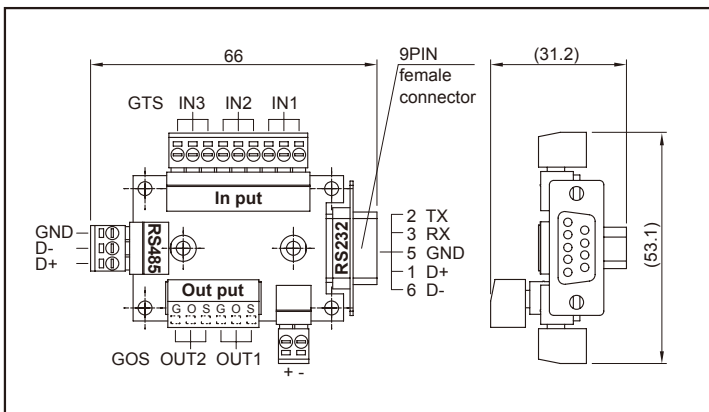 66
(31.2)
9PIN
female
connector
GTS IN3 IN2 IN1
In put
2 TX
3 RX
5 GND
1 D+
6 D-
GND
D-
D+
RS485
RS232
(53.1)
Out put
G O S G O S
GOS OUT2 OUT1
+ -